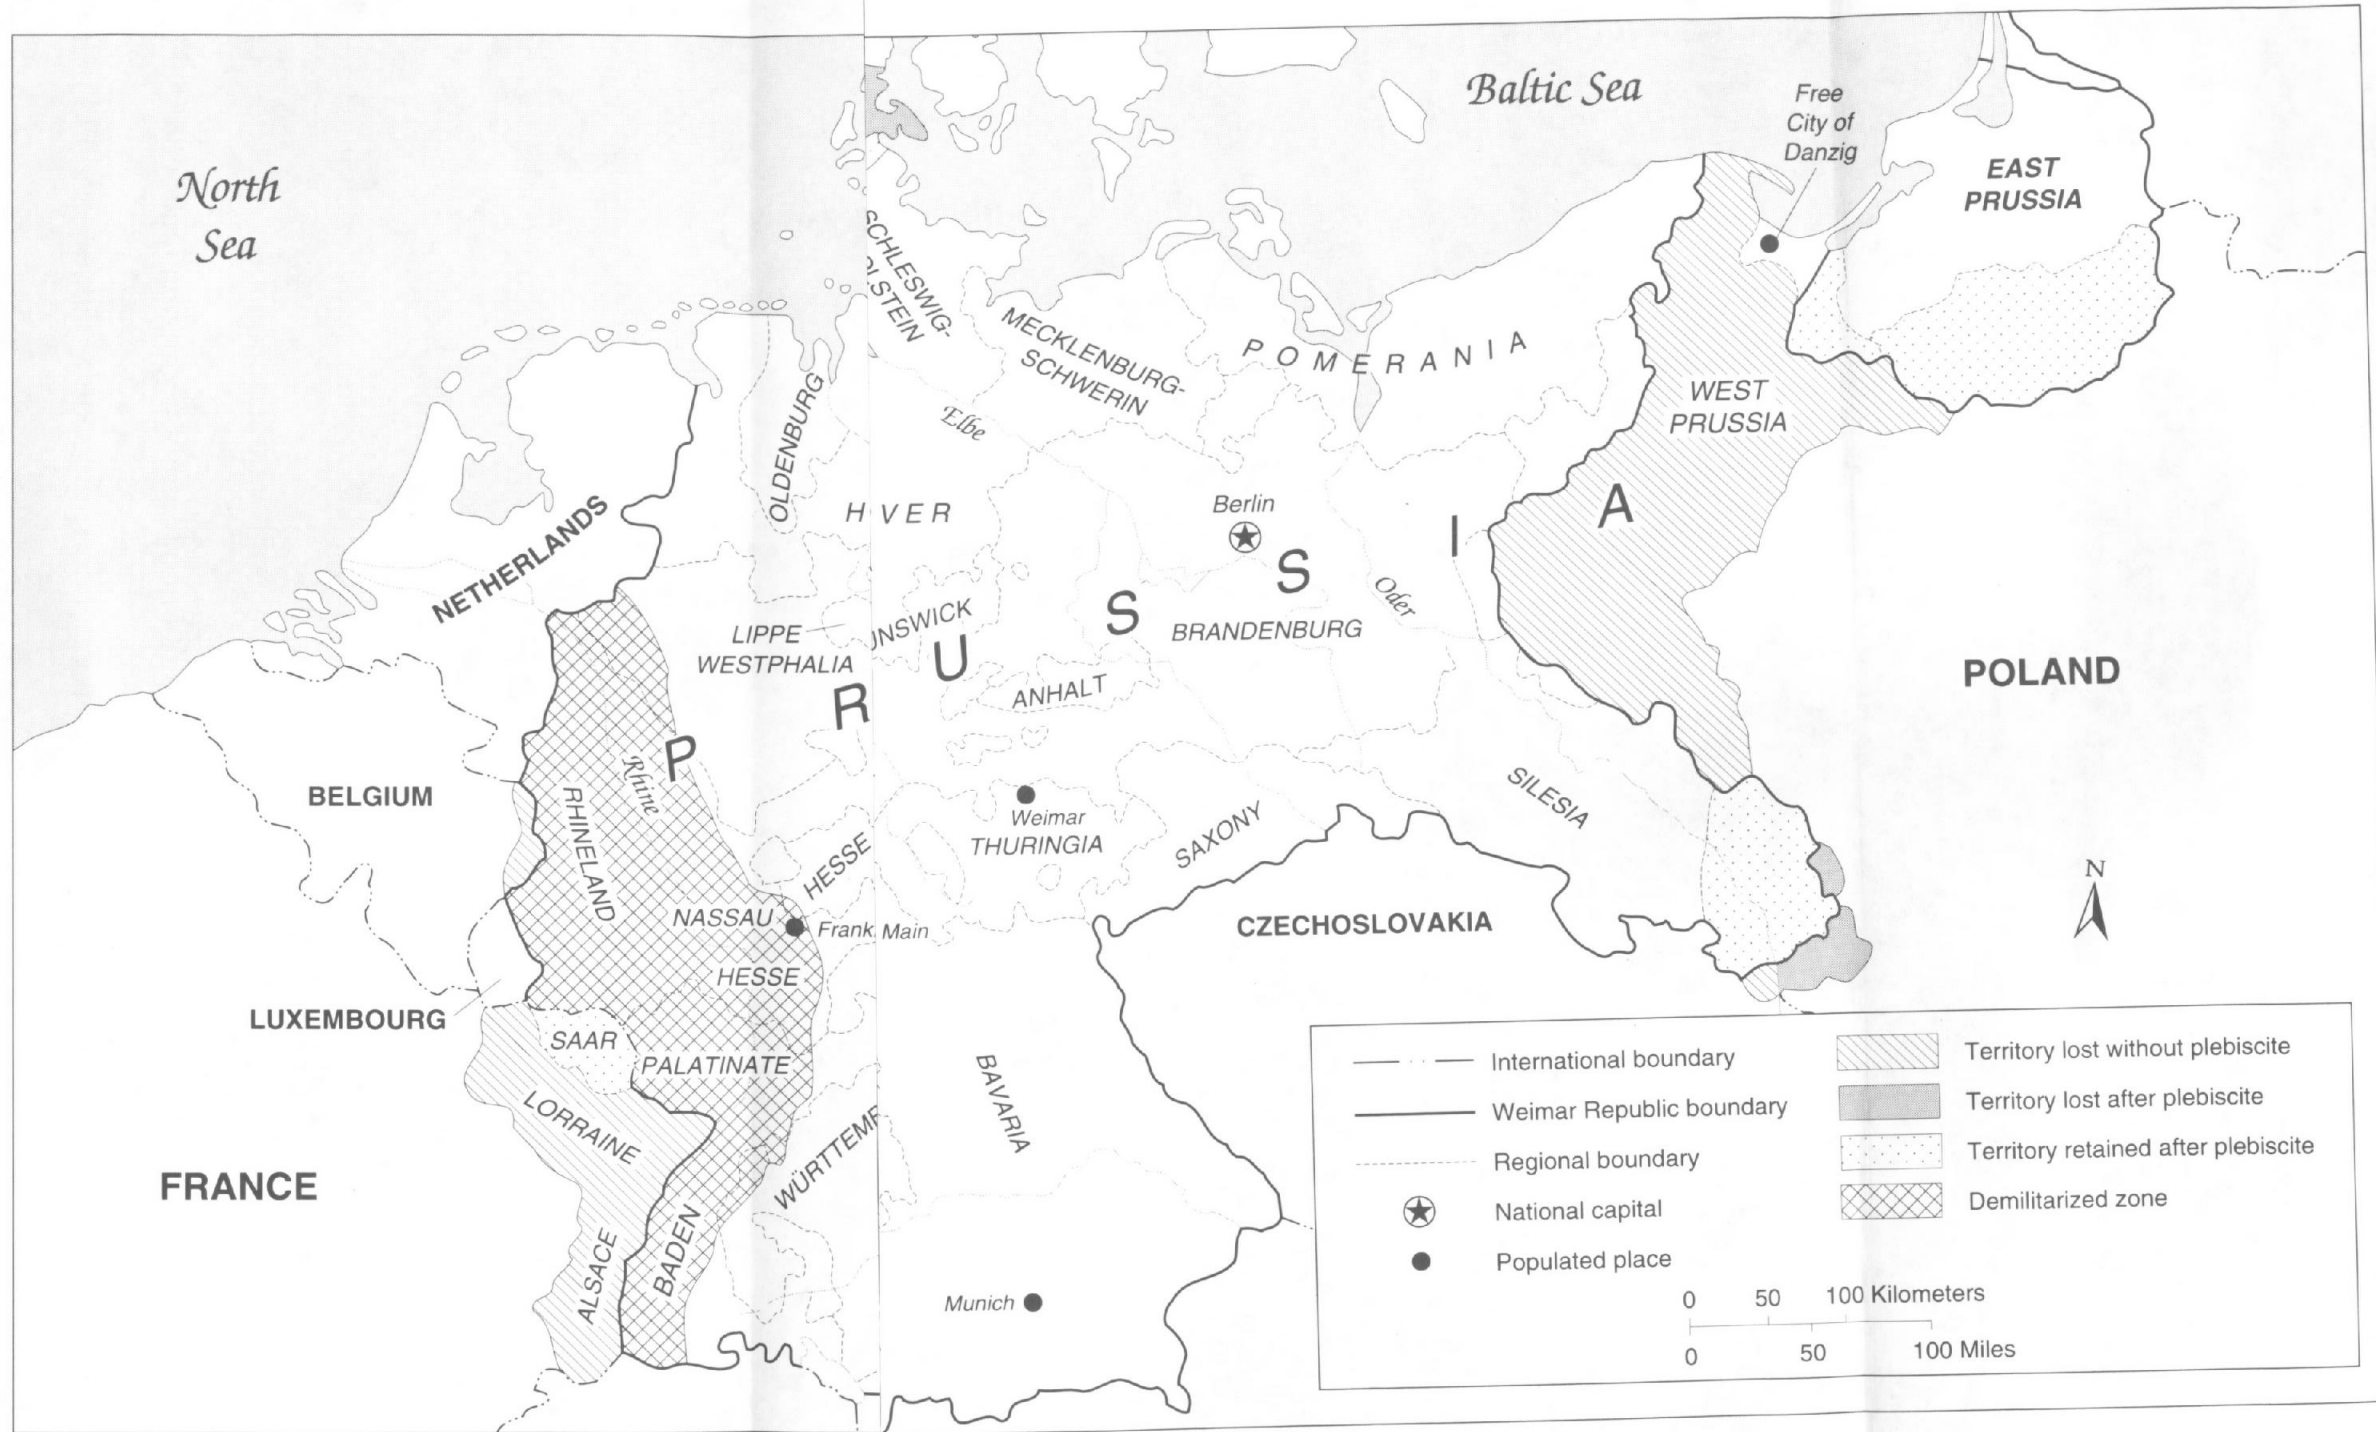 North
Sea
Baltic Sea
Free
City of
Danzig
EAST
PRUSSIA
SCHLESWIG-
OLSTEIN
MECKLENBURG-
SCHWERIN
POMERANIA
WEST
PRUSSIA
OLDENBURG
Elbe
H VER
Berlin
NETHERLANDS
PRUSSIA
Oder
LIPPE
WESTPHALIA
UNSWICK
BRANDENBURG
ANHALT
POLAND
BELGIUM
Rhine
RHINELAND
SILESIA
Weimar
THURINGIA
SAXONY
HESSE
NASSAU
Frank Main
CZECHOSLOVAKIA
N
HESSE
LUXEMBOURG
SAAR
PALATINATE
LORRAINE
BAVARIA
WÜRTTEM
FRANCE
ALSACE
BADEN
Munich
International boundary
Weimar Republic boundary
Regional boundary
National capital
Populated place
Territory lost without plebiscite
Territory lost after plebiscite
Territory retained after plebiscite
Demilitarized zone
0 50 100 Kilometers
0 50 100 Miles